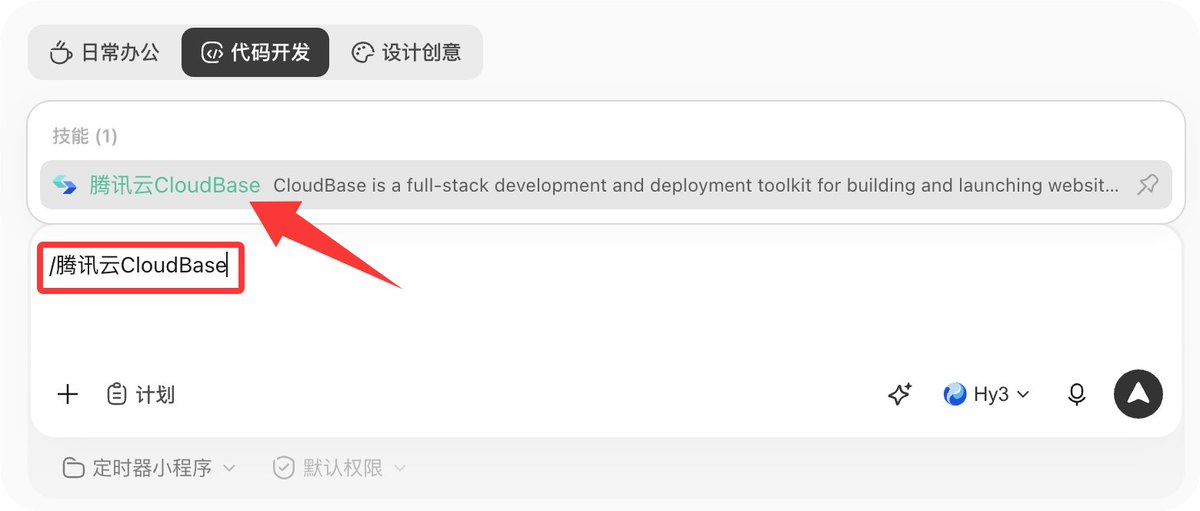 日常办公 代码开发 设计创意
技能 (1)
腾讯云CloudBase CloudBase is a full-stack development and deployment toolkit for building and launching websit...
/腾讯云CloudBase
计划 Hy3
定时器小程序 默认权限